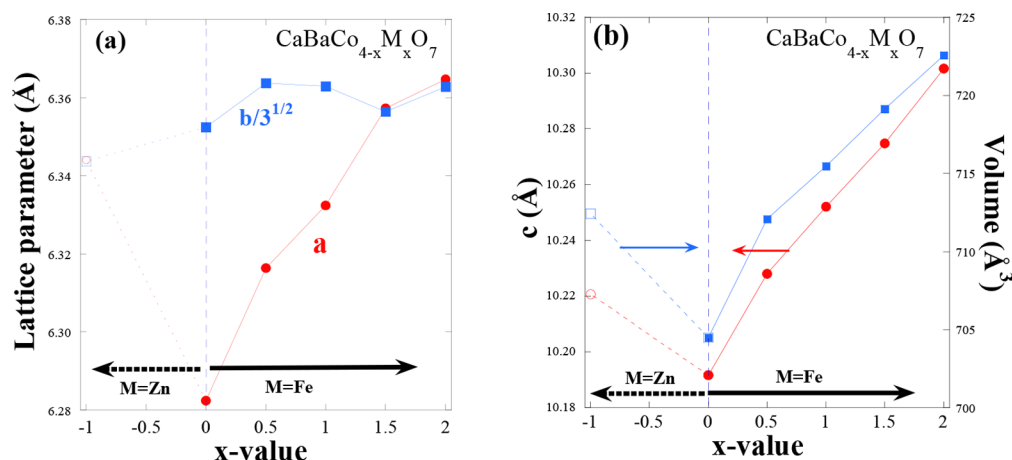 (a)
CaBaCo4-xMxO7
Lattice parameter (Å)
6.38
6.36
6.34
6.32
6.30
6.28
b/3^1/2
a
M=Zn
M=Fe
-1 -0.5 0 0.5 1 1.5 2
x-value
(b)
CaBaCo4-xMxO7
c (Å)
10.32
10.30
10.28
10.26
10.24
10.22
10.20
10.18
725
720
715
710
705
700
Volume (Å^3)
M=Zn
M=Fe
-1 -0.5 0 0.5 1 1.5 2
x-value